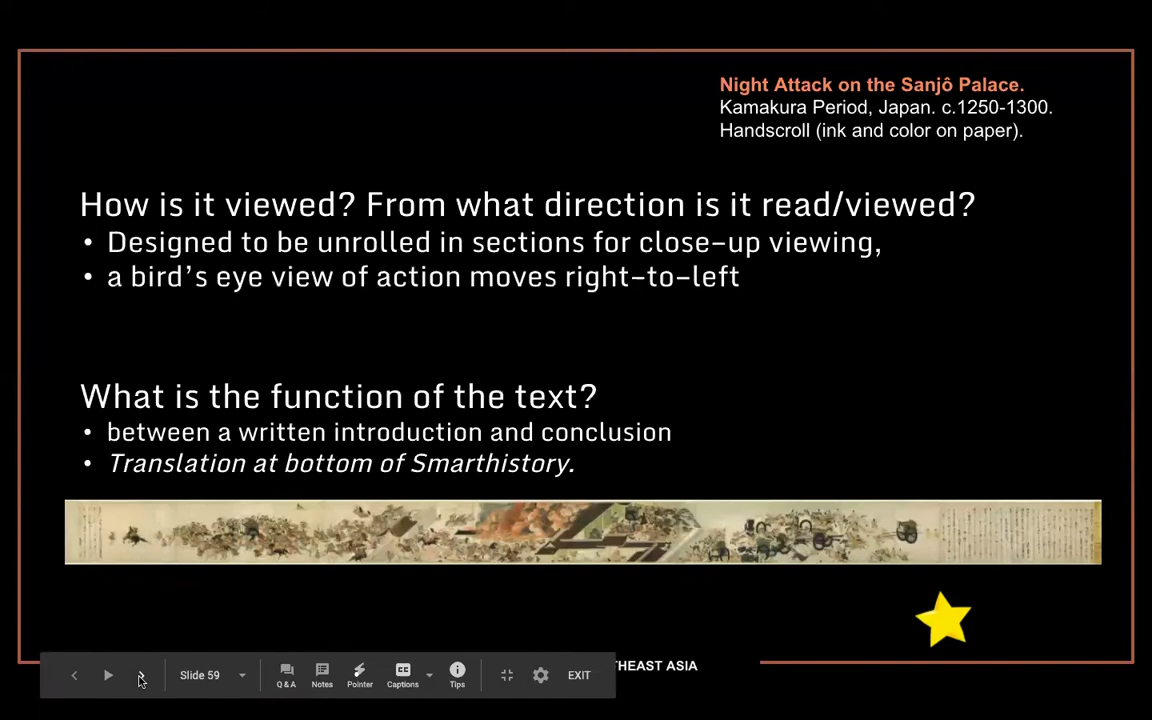 Night Attack on the Sanjô Palace.
Kamakura Period, Japan. c.1250-1300.
Handscroll (ink and color on paper).
How is it viewed? From what direction is it read/viewed?
• Designed to be unrolled in sections for close-up viewing,
• a bird's eye view of action moves right-to-left
What is the function of the text?
• between a written introduction and conclusion
• Translation at bottom of Smarthistory.
THEAST ASIA
Slide 59
Q & A
Notes
Pointer
CC
Captions
Tips
EXIT